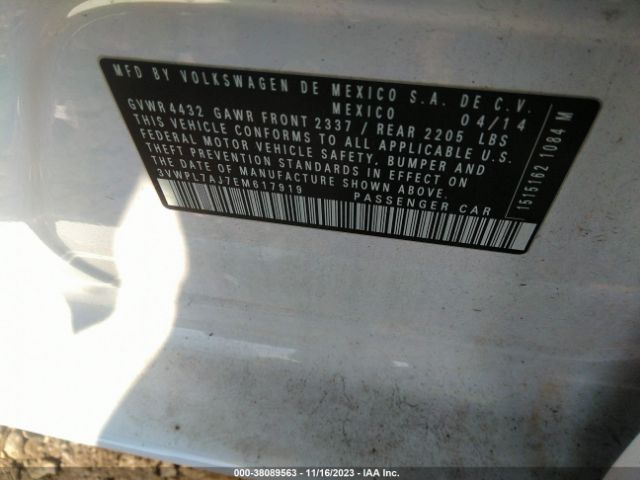 MFD BY VOLKSWAGEN DE MEXICO S.A. DE C.V.
MEXICO 04/14
GVWR 4432 GAWR FRONT 2337 / REAR 2205 LBS
THIS VEHICLE CONFORMS TO ALL APPLICABLE U.S.
FEDERAL MOTOR VEHICLE SAFETY, BUMPER AND
THEFT PREVENTION STANDARDS IN EFFECT ON
THE DATE OF MANUFACTURE SHOWN ABOVE.
3VWPL7AJ7EM617919 PASSENGER CAR
1515162 1084 M
000-38089563 - 11/16/2023 - IAA Inc.